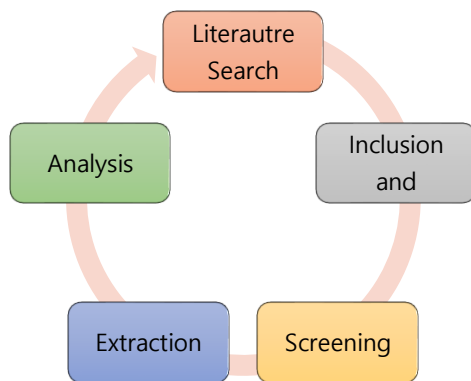 Literautre
Search
Inclusion
and
Screening
Extraction
Analysis